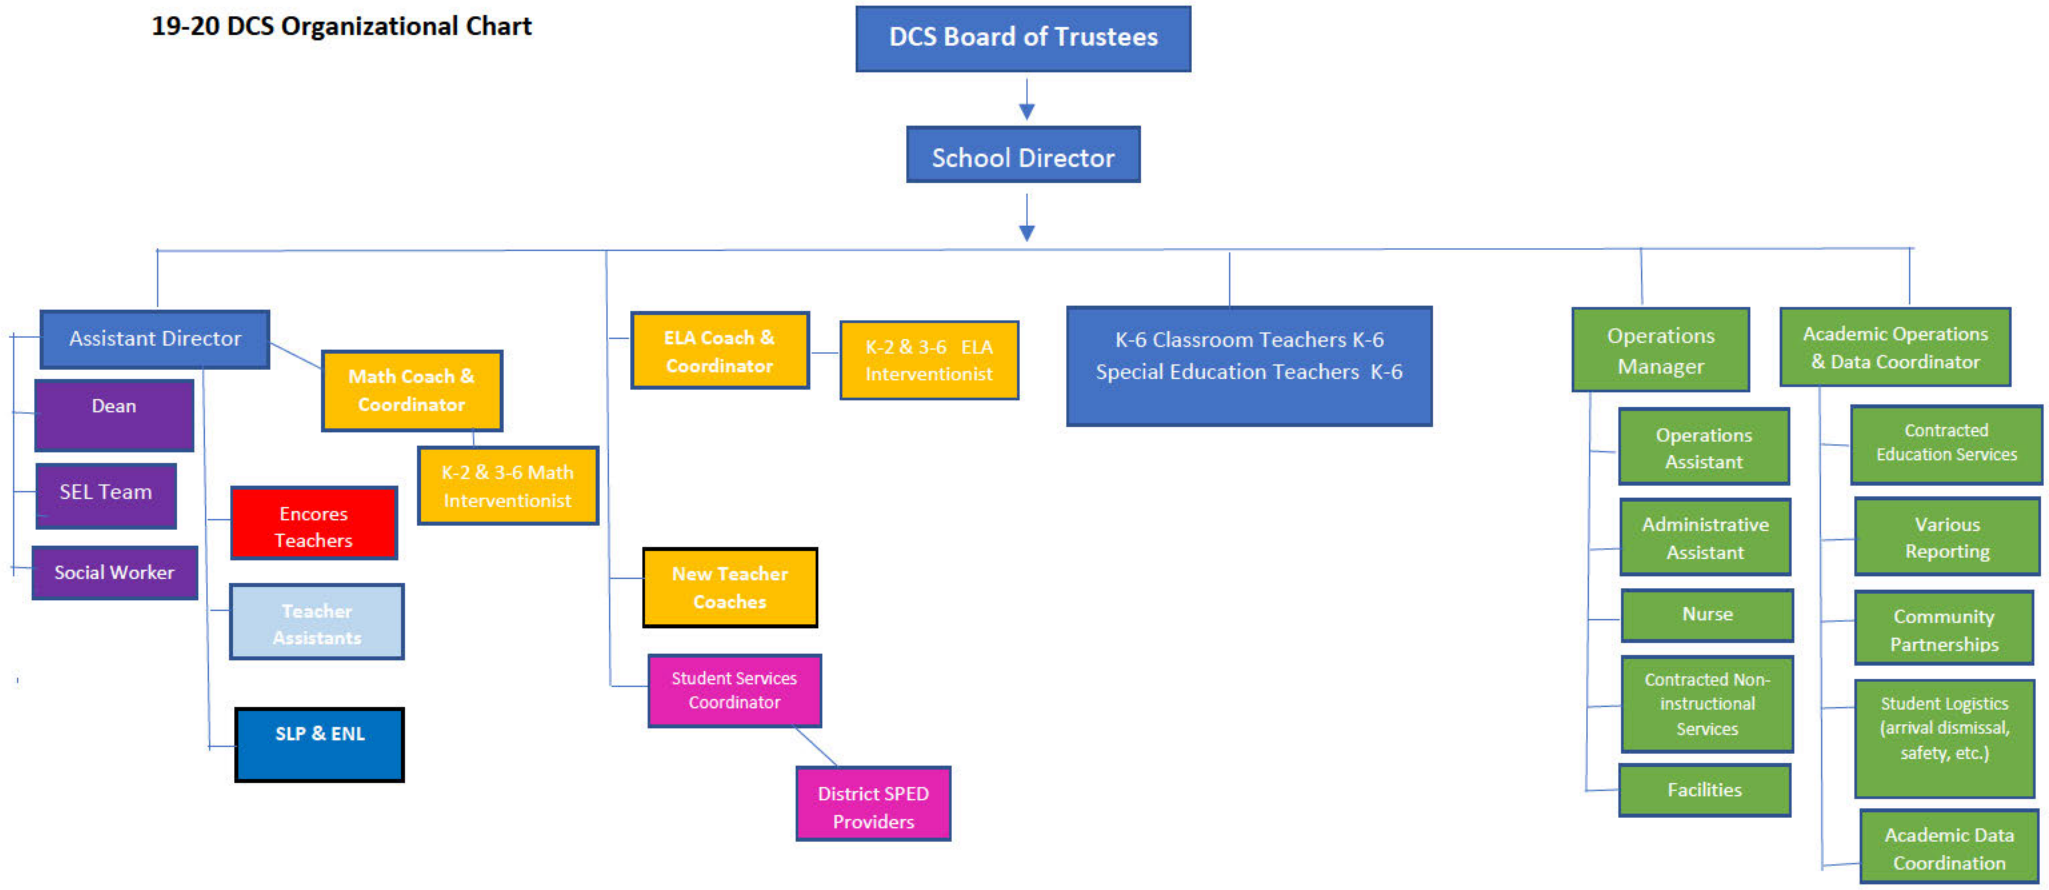 19-20 DCS Organizational Chart
DCS Board of Trustees
School Director
Assistant Director
Dean
SEL Team
Social Worker
Math Coach &
Coordinator
K-2 & 3-6 Math
Interventionist
Encores
Teachers
Teacher
Assistants
SLP & ENL
ELA Coach &
Coordinator
K-2 & 3-6 ELA
Interventionist
New Teacher
Coaches
Student Services
Coordinator
District SPED
Providers
K-6 Classroom Teachers K-6
Special Education Teachers K-6
Operations
Manager
Operations
Assistant
Administrative
Assistant
Nurse
Contracted Non-
instructional
Services
Facilities
Academic Operations
& Data Coordinator
Contracted
Education Services
Various
Reporting
Community
Partnerships
Student Logistics
(arrival dismissal,
safety, etc.)
Academic Data
Coordination